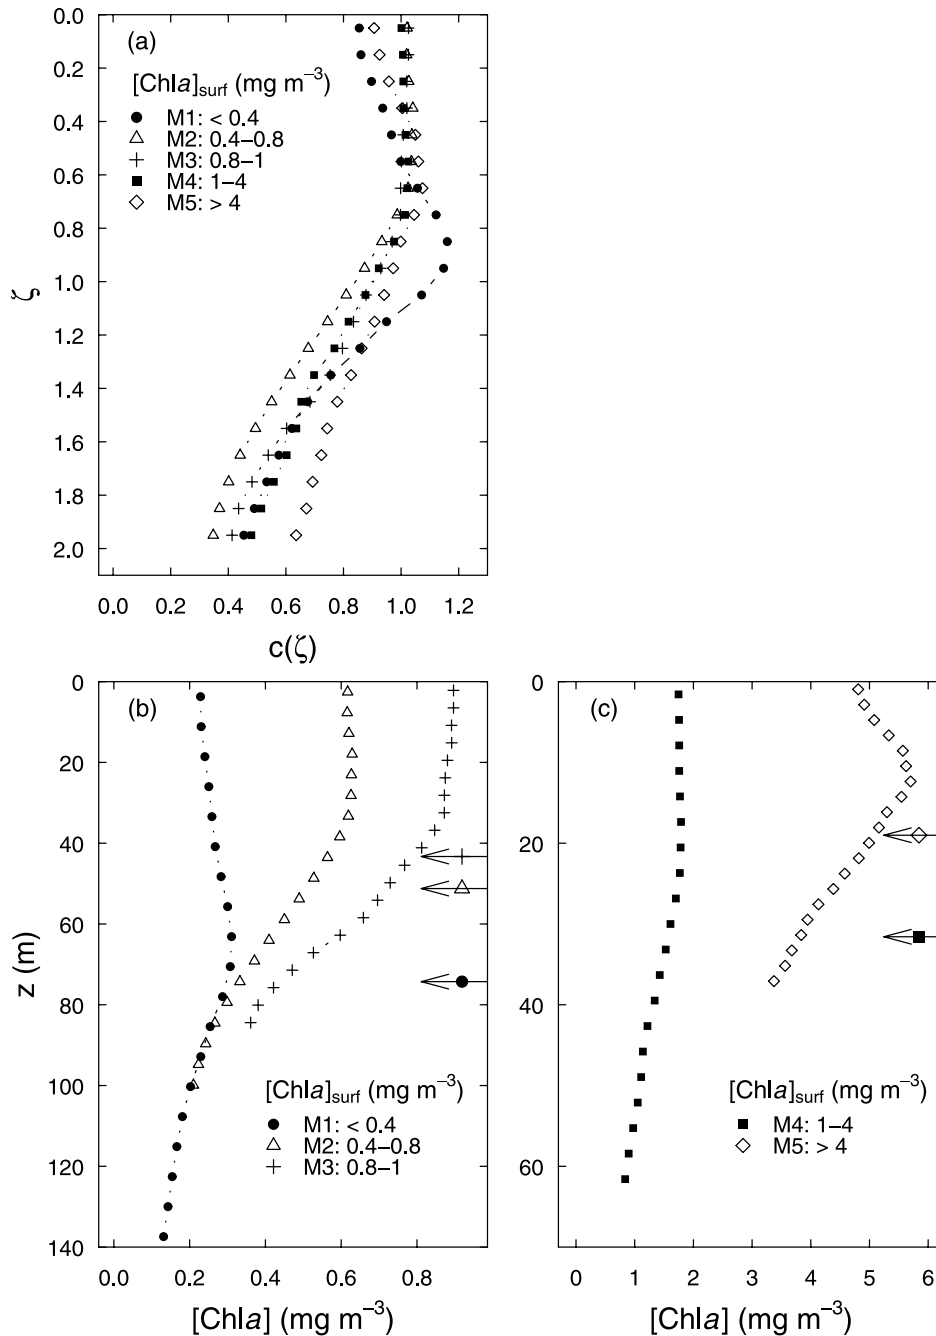 (a)
[Chla]surf (mg m−3)
M1: < 0.4
M2: 0.4−0.8
M3: 0.8−1
M4: 1−4
M5: > 4
0.0
0.2
0.4
0.6
0.8
1.0
1.2
1.4
1.6
1.8
2.0
ζ
0.0 0.2 0.4 0.6 0.8 1.0 1.2
c(ζ)
(b)
0
20
40
60
80
100
120
140
z (m)
[Chla]surf (mg m−3)
M1: < 0.4
M2: 0.4−0.8
M3: 0.8−1
0.0 0.2 0.4 0.6 0.8
[Chla] (mg m−3)
(c)
0
20
40
60
[Chla]surf (mg m−3)
M4: 1−4
M5: > 4
0 1 2 3 4 5 6
[Chla] (mg m−3)